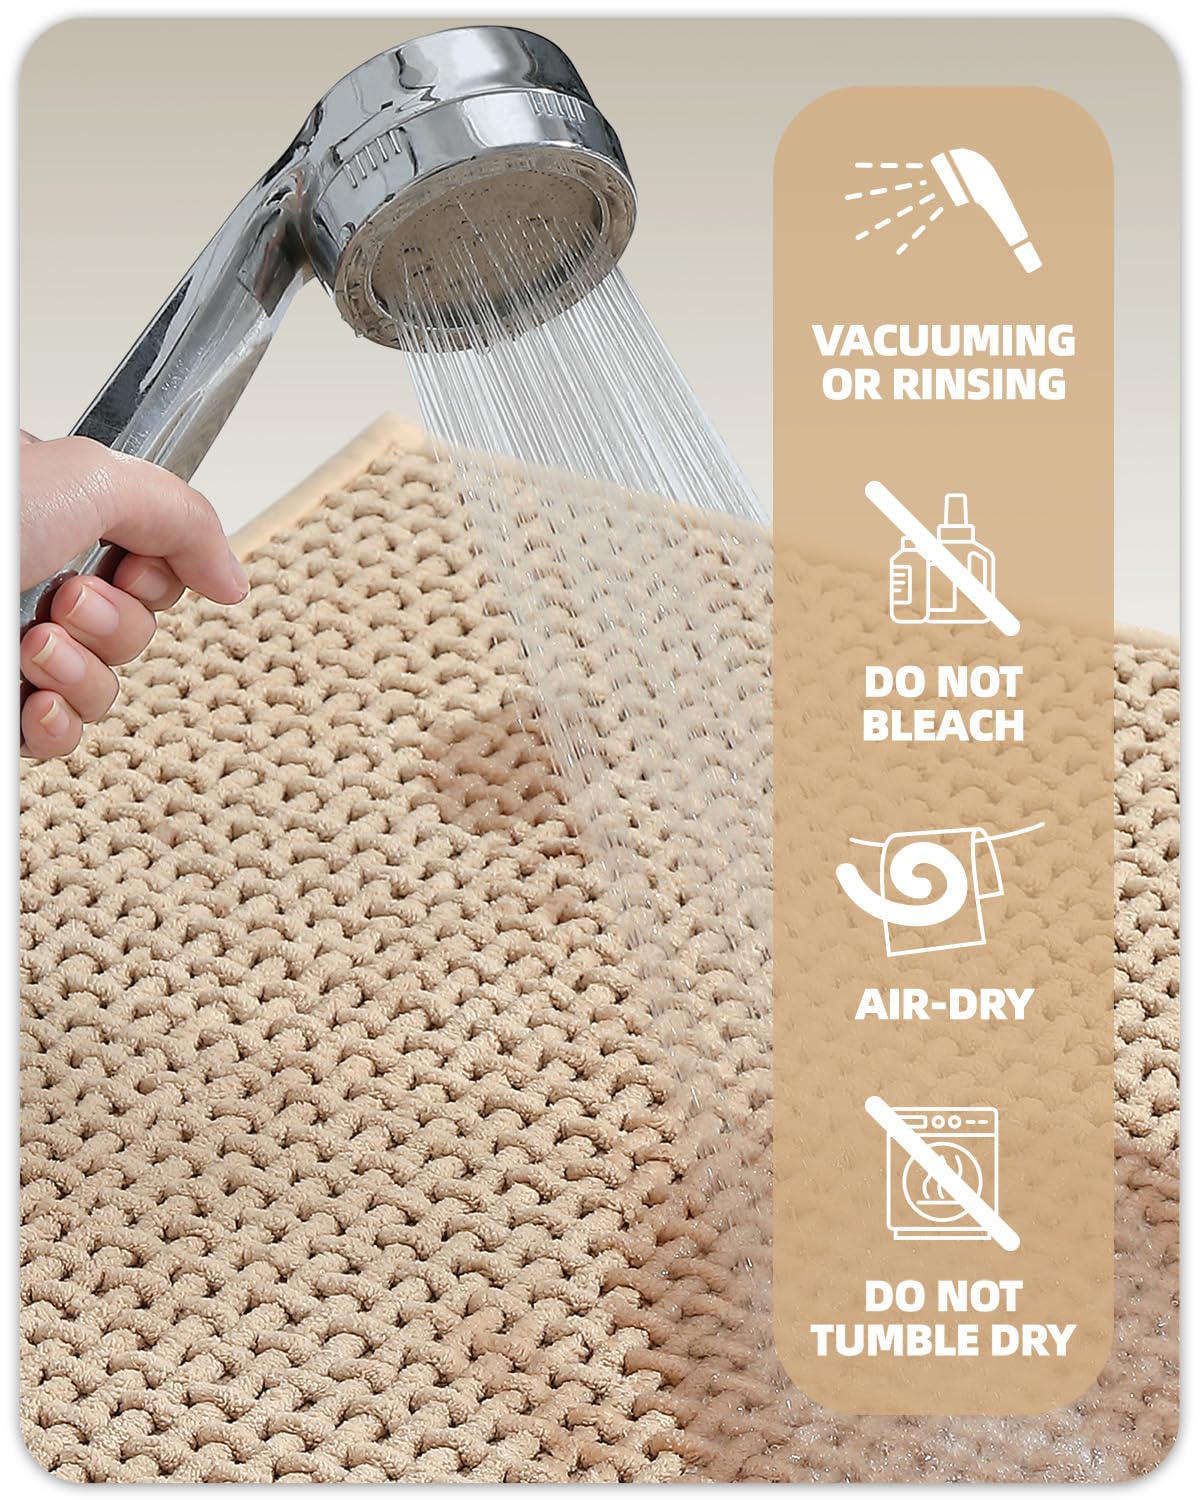 VACUUMING
OR RINSING
DO NOT
BLEACH
AIR-DRY
DO NOT
TUMBLE DRY